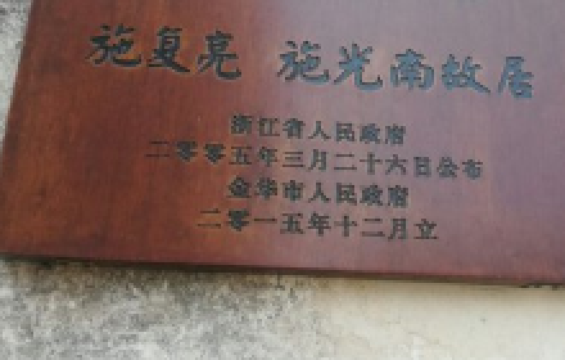 施复亮 施光南故居
浙江省人民政府
二零零五年三月二十六日公布
金华市人民政府
二零一五年十二月立